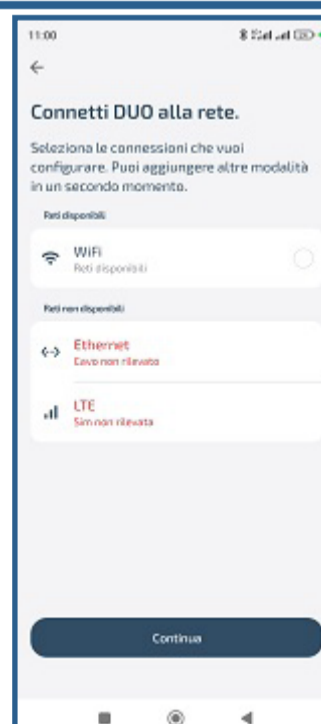 11:00
Connetti DUO alla rete.
Seleziona le connessioni che vuoi
configurare. Puoi aggiungere altre modalità
in un secondo momento.
Reti disponibili
WiFi
Reti disponibili
Reti non disponibili
Ethernet
Cavo non rilevato
LTE
Sim non rilevata
Continua